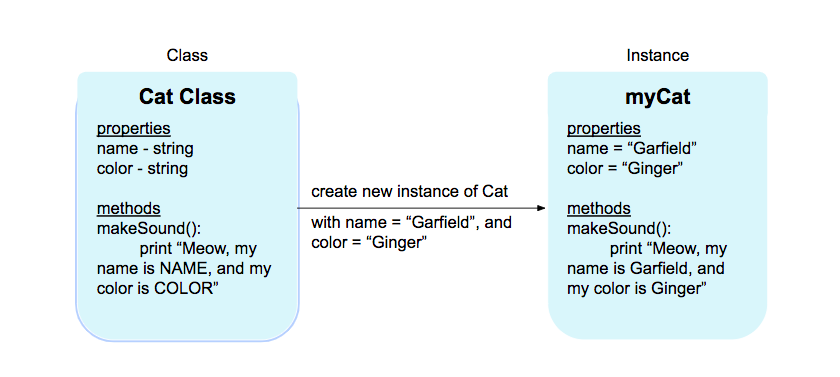 Class
Cat Class
properties
name - string
color - string
methods
makeSound():
print “Meow, my
name is NAME, and my
color is COLOR”
create new instance of Cat
with name = “Garfield”, and
color = “Ginger”
Instance
myCat
properties
name = “Garfield”
color = “Ginger”
methods
makeSound():
print “Meow, my
name is Garfield, and
my color is Ginger”